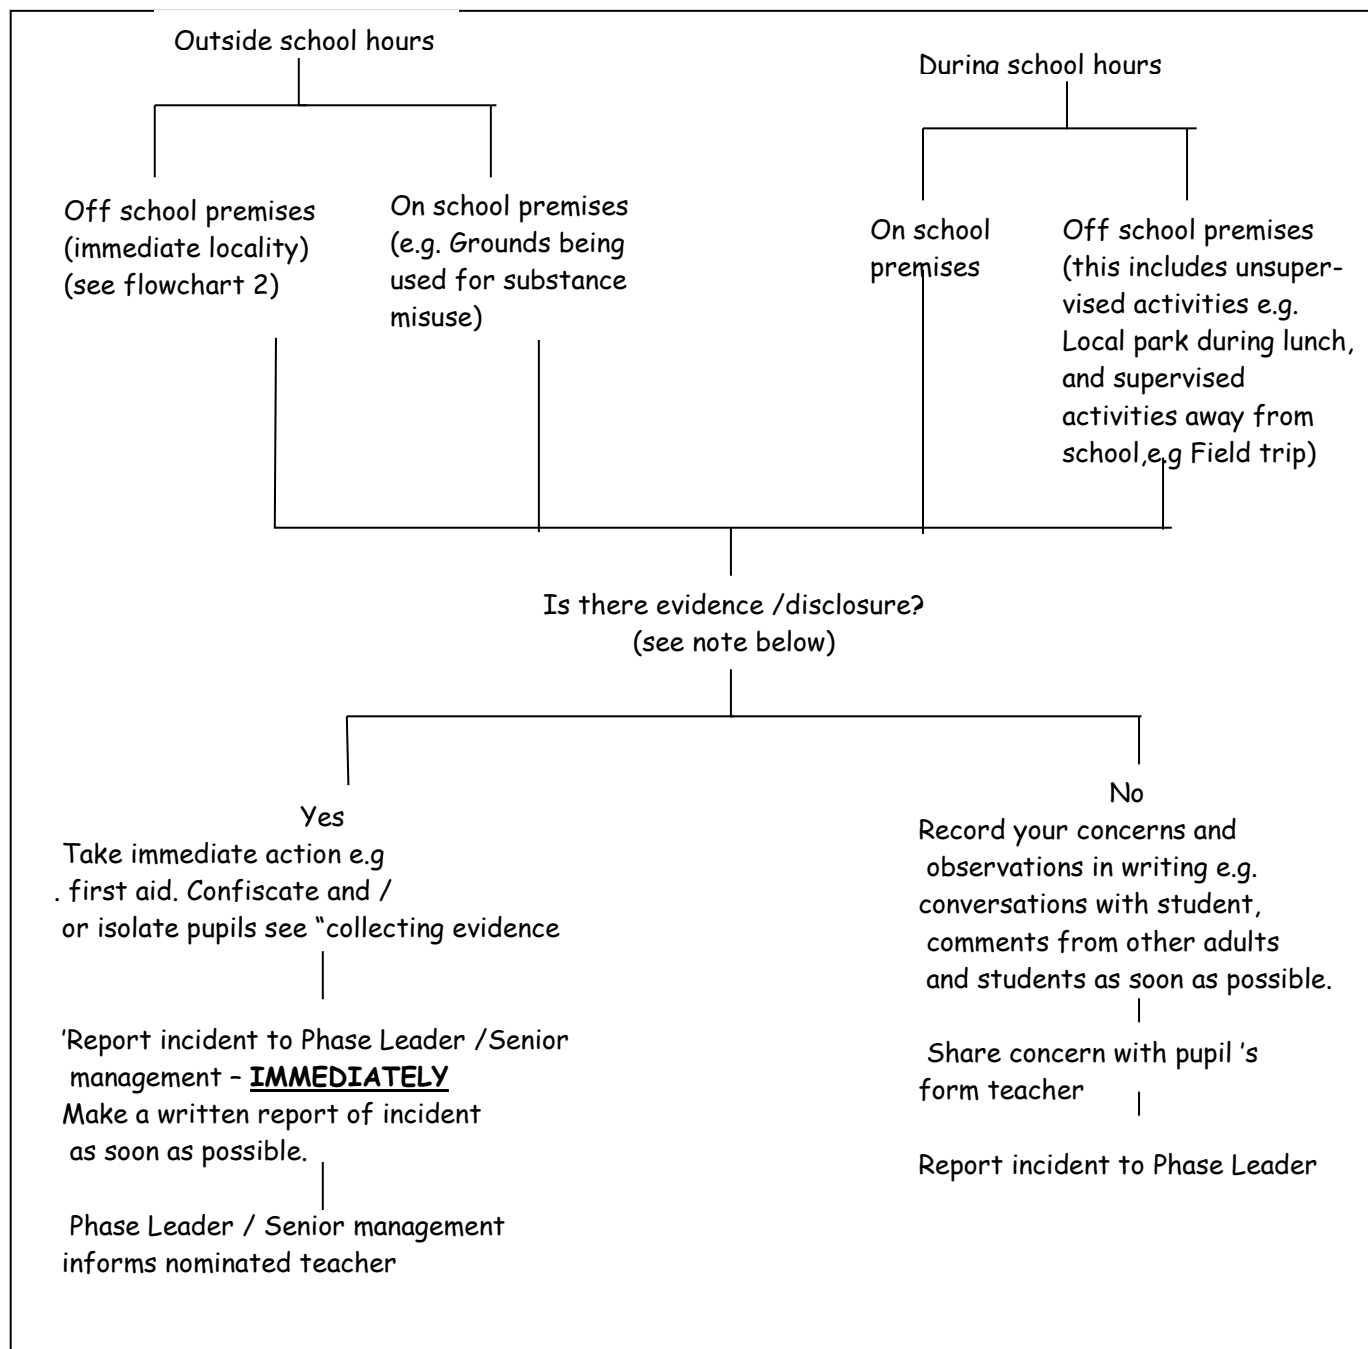 Outside school hours
During school hours
Off school premises
(immediate locality)
(see flowchart 2)
On school premises
(e.g. Grounds being
used for substance
misuse)
On school
premises
Off school premises
(this includes unsuper-
vised activities e.g.
Local park during lunch,
and supervised
activities away from
school,e.g Field trip)
Is there evidence /disclosure?
(see note below)
Yes
Take immediate action e.g
. first aid. Confiscate and /
or isolate pupils see “collecting evidence
’Report incident to Phase Leader /Senior
management – IMMEDIATELY
Make a written report of incident
as soon as possible.
Phase Leader / Senior management
informs nominated teacher
No
Record your concerns and
observations in writing e.g.
conversations with student,
comments from other adults
and students as soon as possible.
Share concern with pupil ’s
form teacher
Report incident to Phase Leader